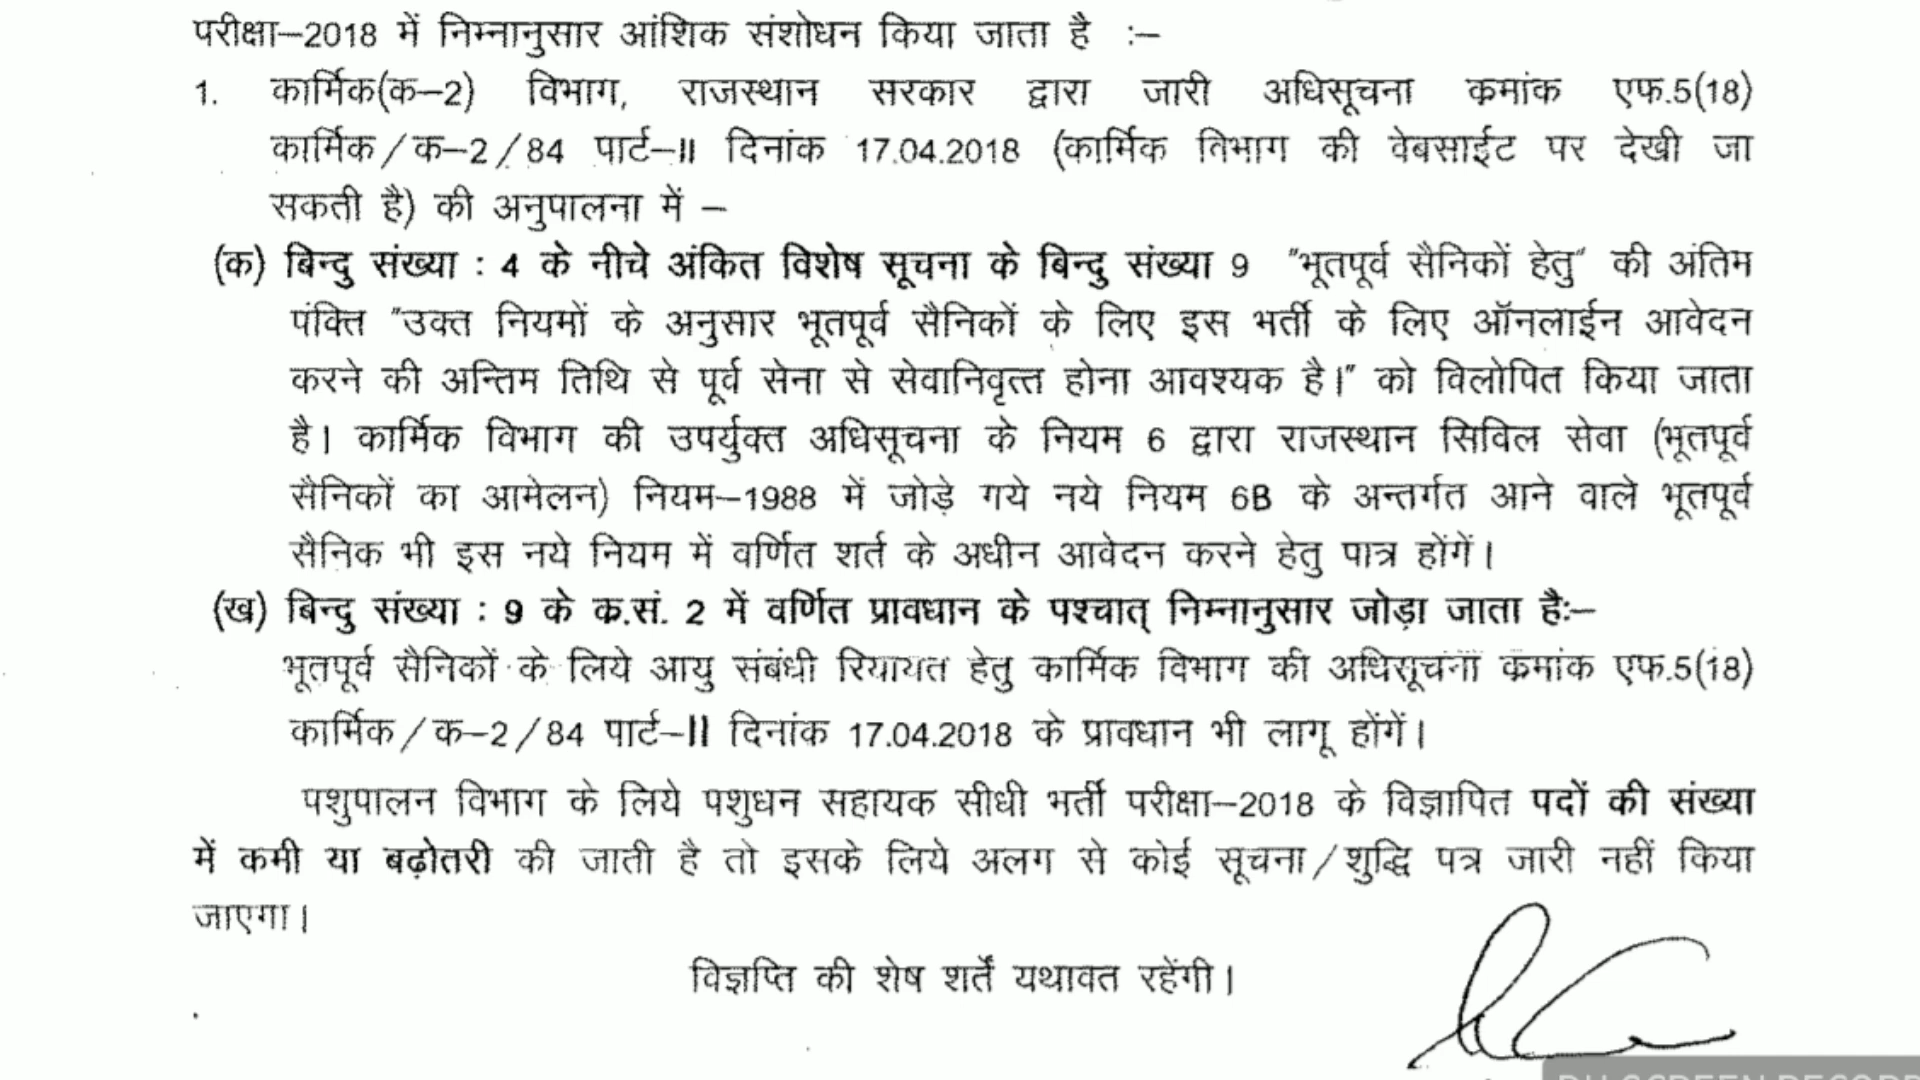 परीक्षा–2018 में निम्नानुसार आंशिक संशोधन किया जाता है :–
1. कार्मिक(क–2) विभाग, राजस्थान सरकार द्वारा जारी अधिसूचना क्रमांक एफ.5(18)
कार्मिक/क–2/84 पार्ट–II दिनांक 17.04.2018 (कार्मिक विभाग की वेबसाईट पर देखी जा
सकती है) की अनुपालना में –
(क) बिन्दु संख्या : 4 के नीचे अंकित विशेष सूचना के बिन्दु संख्या 9 "भूतपूर्व सैनिकों हेतु" की अंतिम
पंक्ति "उक्त नियमों के अनुसार भूतपूर्व सैनिकों के लिए इस भर्ती के लिए ऑनलाईन आवेदन
करने की अन्तिम तिथि से पूर्व सेना से सेवानिवृत्त होना आवश्यक है।" को विलोपित किया जाता
है। कार्मिक विभाग की उपर्युक्त अधिसूचना के नियम 6 द्वारा राजस्थान सिविल सेवा (भूतपूर्व
सैनिकों का आमेलन) नियम–1988 में जोड़े गये नये नियम 6B के अन्तर्गत आने वाले भूतपूर्व
सैनिक भी इस नये नियम में वर्णित शर्त के अधीन आवेदन करने हेतु पात्र होंगें।
(ख) बिन्दु संख्या : 9 के क्र.सं. 2 में वर्णित प्रावधान के पश्चात् निम्नानुसार जोड़ा जाता है:–
भूतपूर्व सैनिकों के लिये आयु संबंधी रियायत हेतु कार्मिक विभाग की अधिसूचना क्रमांक एफ.5(18)
कार्मिक/क–2/84 पार्ट–II दिनांक 17.04.2018 के प्रावधान भी लागू होंगें।
पशुपालन विभाग के लिये पशुधन सहायक सीधी भर्ती परीक्षा–2018 के विज्ञापित पदों की संख्या
में कमी या बढ़ोतरी की जाती है तो इसके लिये अलग से कोई सूचना/शुद्धि पत्र जारी नहीं किया
जाएगा।
विज्ञप्ति की शेष शर्तें यथावत रहेंगी।